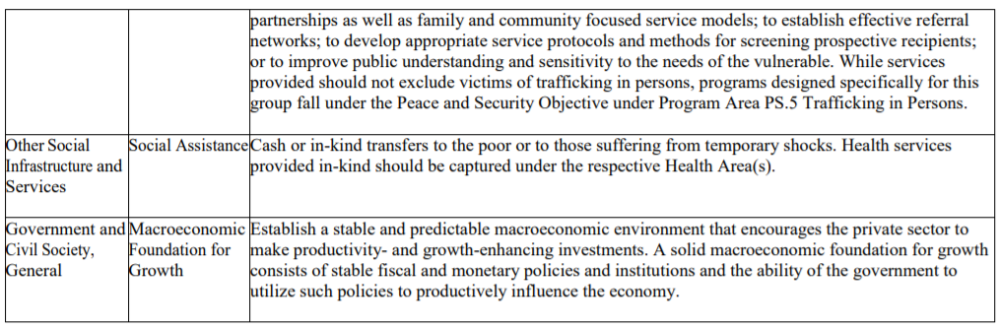 partnerships as well as family and community focused service models; to establish effective referral
networks; to develop appropriate service protocols and methods for screening prospective recipients;
or to improve public understanding and sensitivity to the needs of the vulnerable. While services
provided should not exclude victims of trafficking in persons, programs designed specifically for this
group fall under the Peace and Security Objective under Program Area PS.5 Trafficking in Persons.
Other Social
Infrastructure and
Services
Social Assistance
Cash or in-kind transfers to the poor or to those suffering from temporary shocks. Health services
provided in-kind should be captured under the respective Health Area(s).
Government and
Civil Society,
General
Macroeconomic
Foundation for
Growth
Establish a stable and predictable macroeconomic environment that encourages the private sector to
make productivity- and growth-enhancing investments. A solid macroeconomic foundation for growth
consists of stable fiscal and monetary policies and institutions and the ability of the government to
utilize such policies to productively influence the economy.